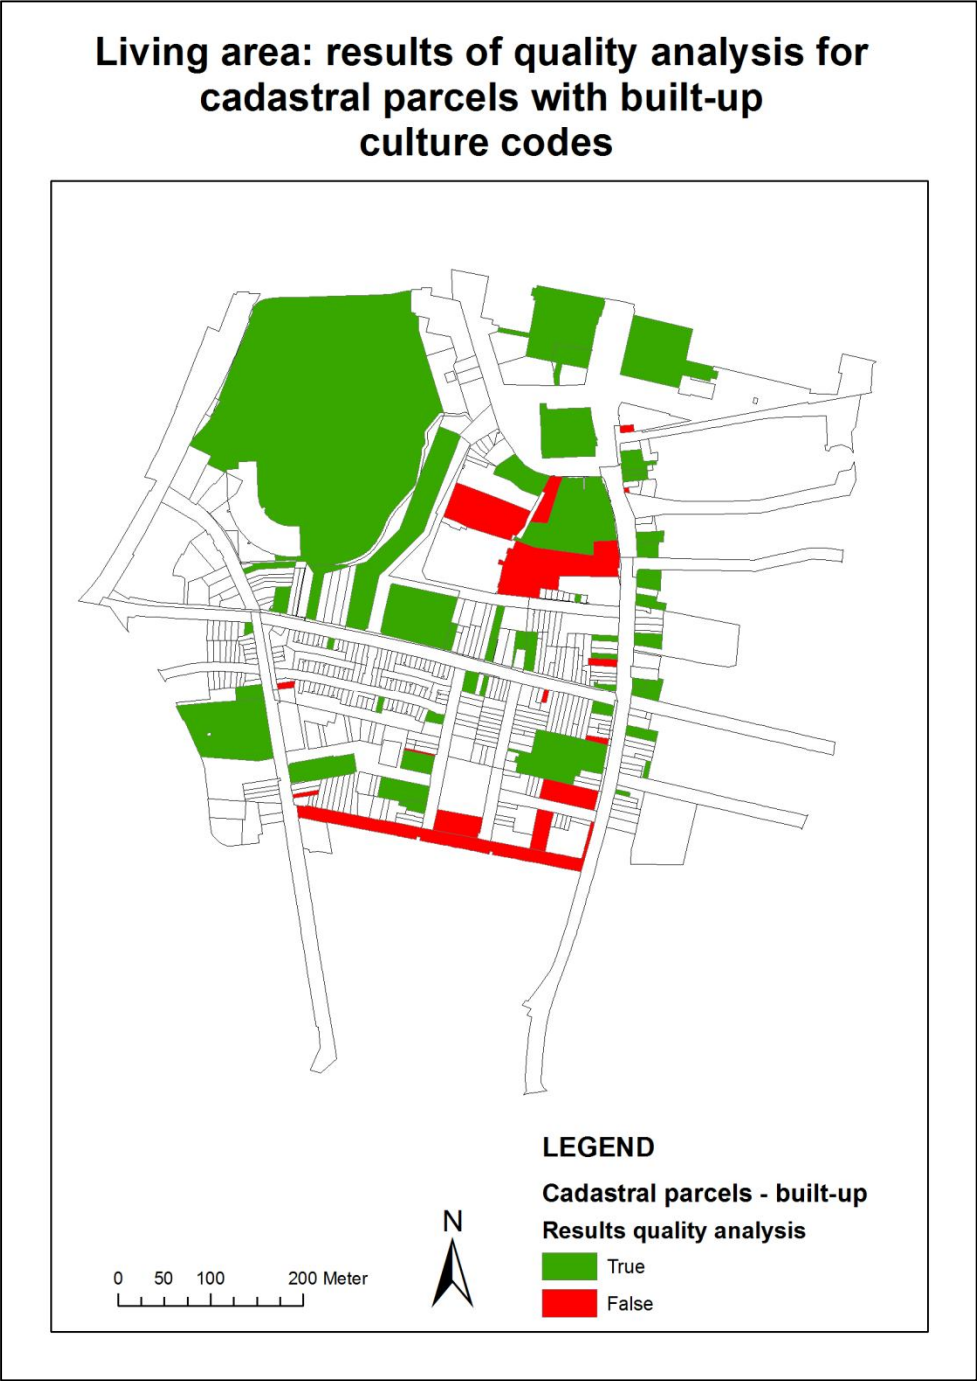 Living area: results of quality analysis for
cadastral parcels with built-up
culture codes
LEGEND
Cadastral parcels - built-up
Results quality analysis
True
False
N
0 50 100 200 Meter